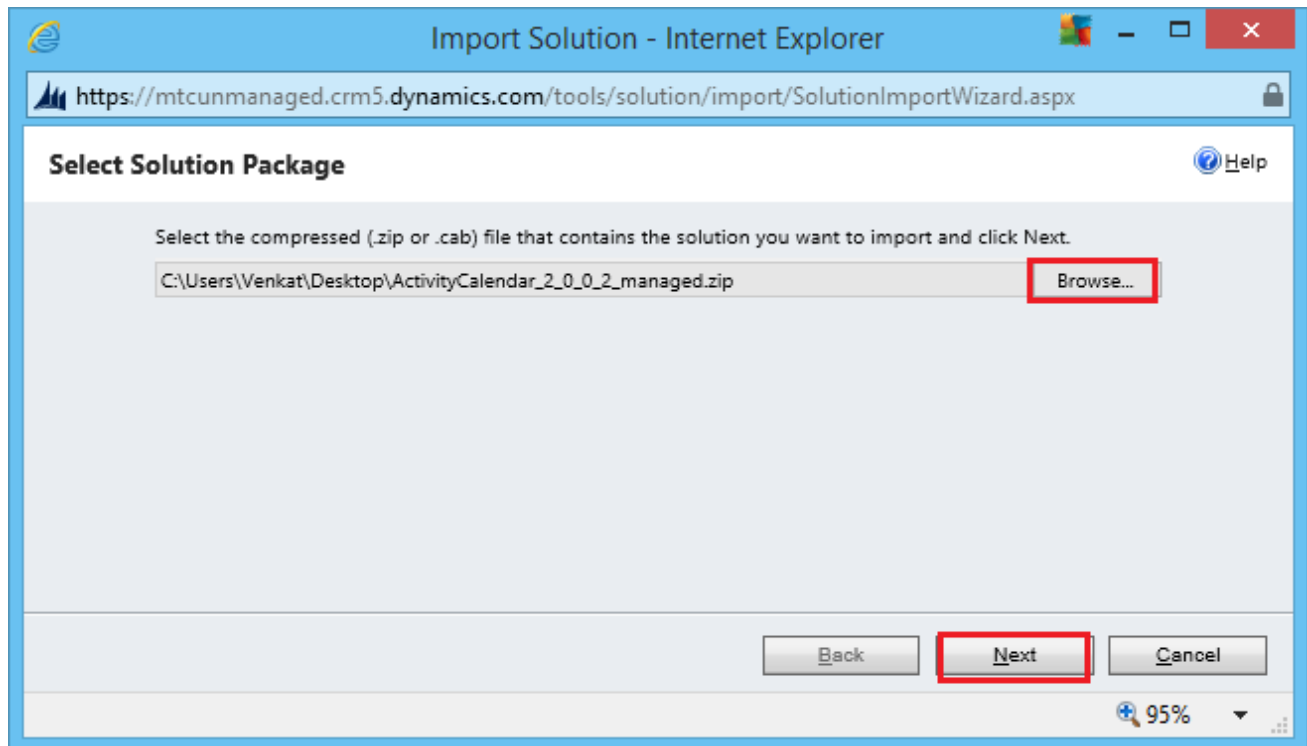 Import Solution - Internet Explorer
https://mtcunmanaged.crm5.dynamics.com/tools/solution/import/SolutionImportWizard.aspx
Select Solution Package
Help
Select the compressed (.zip or .cab) file that contains the solution you want to import and click Next.
C:\Users\Venkat\Desktop\ActivityCalendar_2_0_0_2_managed.zip Browse...
Back Next Cancel
95%